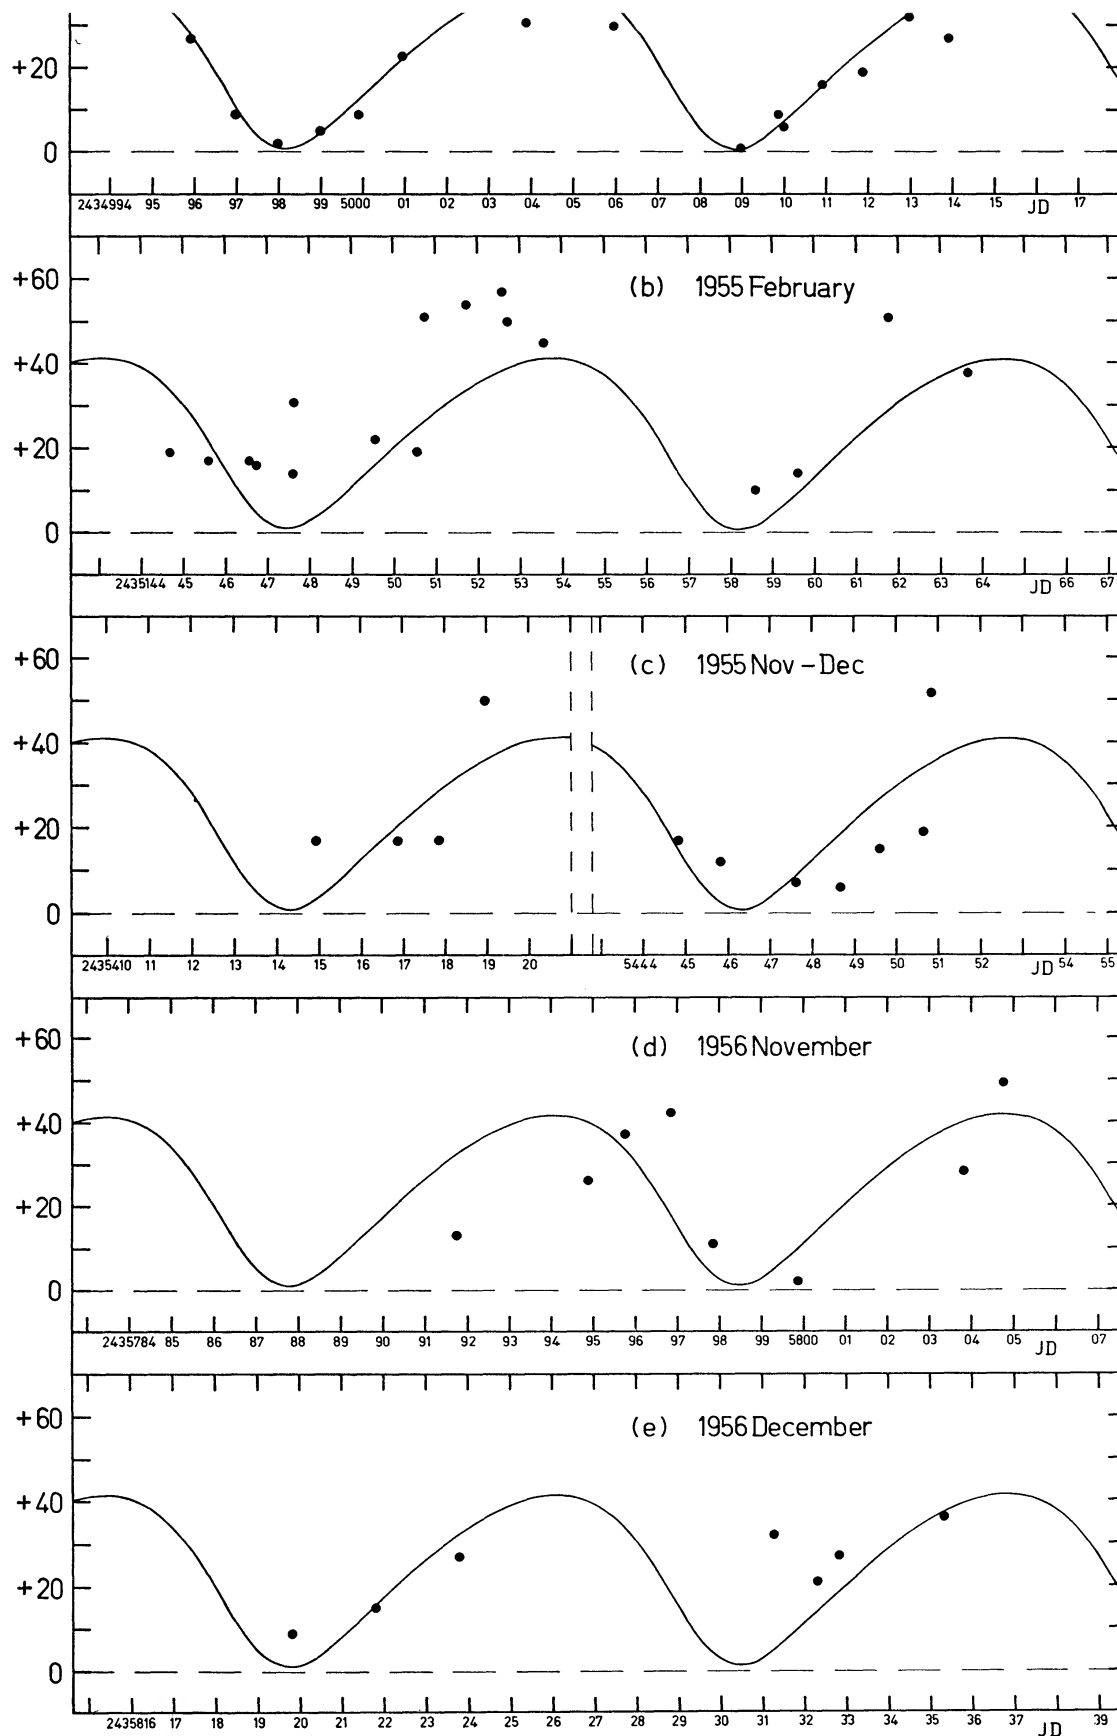 +20
0
2434994 95 96 97 98 99 5000 01 02 03 04 05 06 07 08 09 10 11 12 13 14 15 JD 17
+60
(b) 1955 February
+40
+20
0
2435144 45 46 47 48 49 50 51 52 53 54 55 56 57 58 59 60 61 62 63 64 JD 66 67
+60
(c) 1955 Nov – Dec
+40
+20
0
2435410 11 12 13 14 15 16 17 18 19 20 5444 45 46 47 48 49 50 51 52 JD 54 55
+60
(d) 1956 November
+40
+20
0
2435784 85 86 87 88 89 90 91 92 93 94 95 96 97 98 99 5800 01 02 03 04 05 JD 07
+60
(e) 1956 December
+40
+20
0
2435816 17 18 19 20 21 22 23 24 25 26 27 28 29 30 31 32 33 34 35 36 37 JD 39